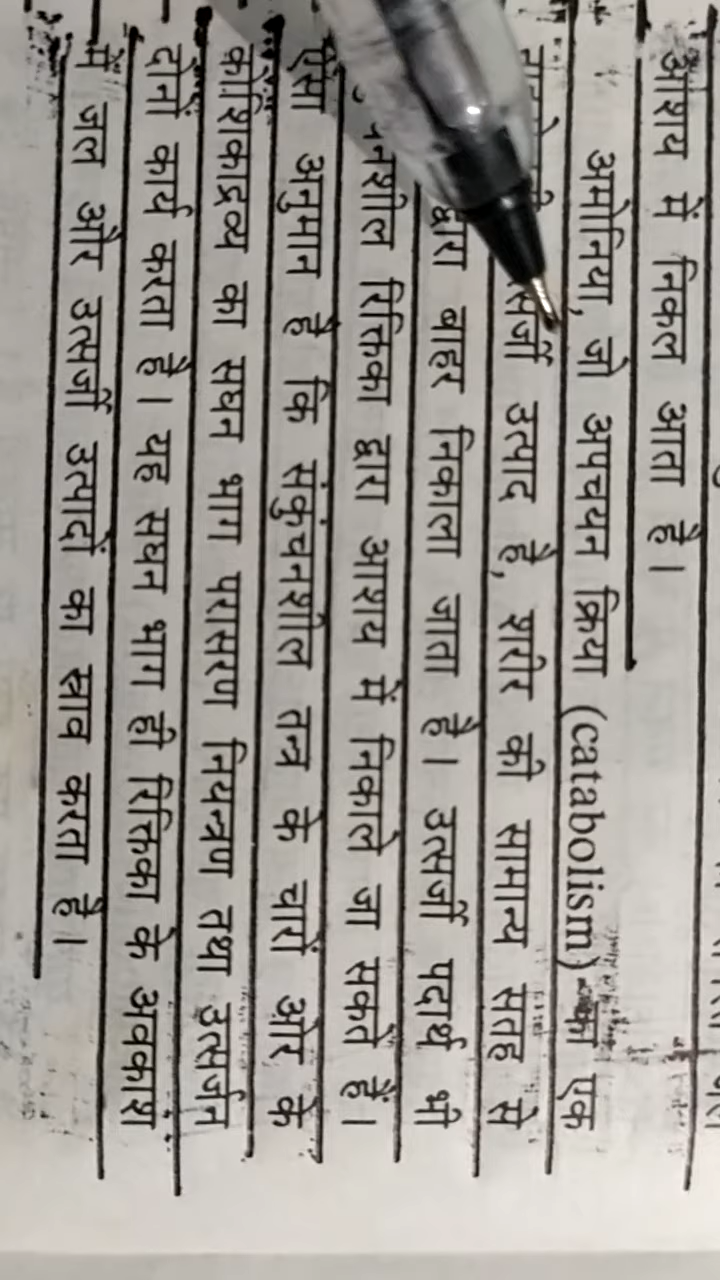 आशय में निकल आता है।
अमोनिया, जो अपचयन क्रिया (catabolism) का एक
उत्सर्जी उत्पाद है, शरीर की सामान्य सतह से
द्वारा बाहर निकाला जाता है। उत्सर्जी पदार्थ भी
रिक्तिका द्वारा आशय में निकाले जा सकते हैं।
ऐसा अनुमान है कि संकुचनशील तन्त्र के चारों ओर के
कोशिकाद्रव्य का सघन भाग परासरण नियन्त्रण तथा उत्सर्जन
दोनों कार्य करता है। यह सघन भाग ही रिक्तिका के अवकाश
में जल और उत्सर्जी उत्पादों का स्राव करता है।